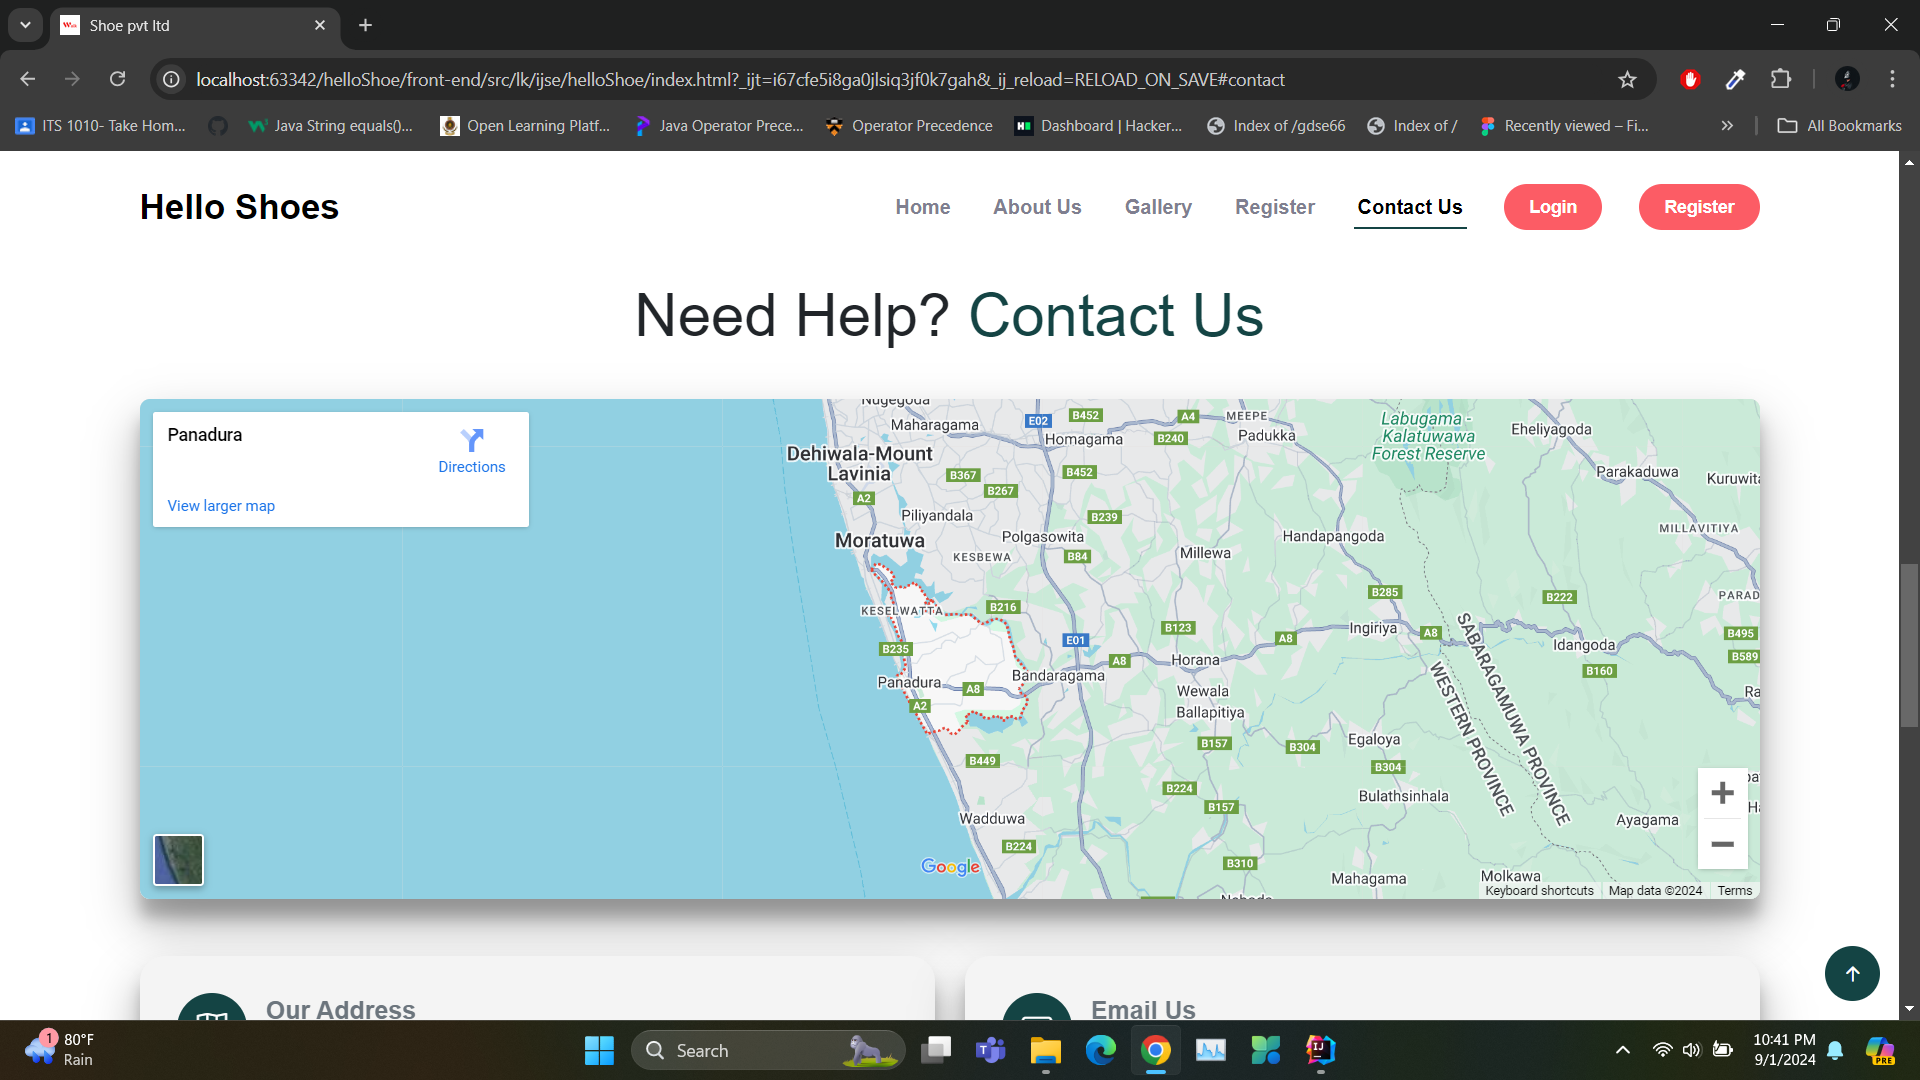 Shoe pvt ltd
localhost:63342/helloShoe/front-end/src/lk/ijse/helloShoe/index.html?_ijt=i67cfe5i8ga0jlsiq3jf0k7gah&_ij_reload=RELOAD_ON_SAVE#contact
ITS 1010- Take Hom...
Java String equals()...
Open Learning Platf...
Java Operator Prece...
Operator Precedence
Dashboard | Hacker...
Index of /gdse66
Index of /
Recently viewed – Fi...
All Bookmarks
Hello Shoes
Home
About Us
Gallery
Register
Contact Us
Login
Register
Need Help? Contact Us
Panadura
Directions
View larger map
Nugegoda
Maharagama
E02
B452
A4
MEEPE
Homagama
B240
Padukka
Labugama -
Kalatuwawa
Forest Reserve
Eheliyagoda
Dehiwala-Mount
Lavinia
B367
B452
Parakaduwa
Kuruwita
A2
B267
Piliyandala
B239
MILLAVITIYA
Moratuwa
Polgasowita
Handapangoda
KESBEWA
B84
Millewa
B285
B222
PARAD
KESELWATTA
B216
B123
Ingiriya
A8
B495
E01
A8
Idangoda
B235
A8
Horana
B589
B160
Panadura
A8
Bandaragama
Wewala
Ra
A2
Ballapitiya
WESTERN PROVINCE
SABARAGAMUWA PROVINCE
B157
B304
Egaloya
B449
B304
B224
Bulathsinhala
B157
Wadduwa
Ayagama
B224
B310
Google
Mahagama
Molkawa
Keyboard shortcuts
Map data ©2024
Terms
Our Address
Email Us
1
80°F
Rain
Search
PRE
10:41 PM
9/1/2024